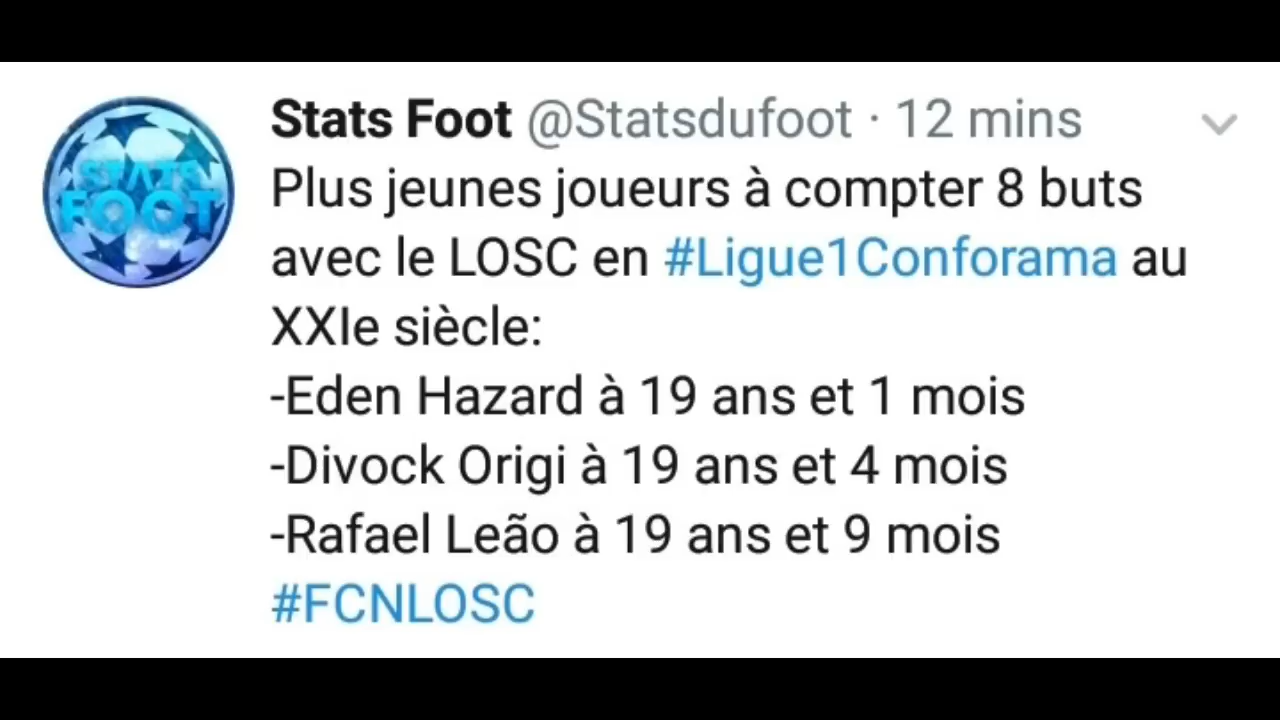 STATS
FOOT
Stats Foot @Statsdufoot · 12 mins
Plus jeunes joueurs à compter 8 buts
avec le LOSC en #Ligue1Conforama au
XXIe siècle:
-Eden Hazard à 19 ans et 1 mois
-Divock Origi à 19 ans et 4 mois
-Rafael Leão à 19 ans et 9 mois
#FCNLOSC